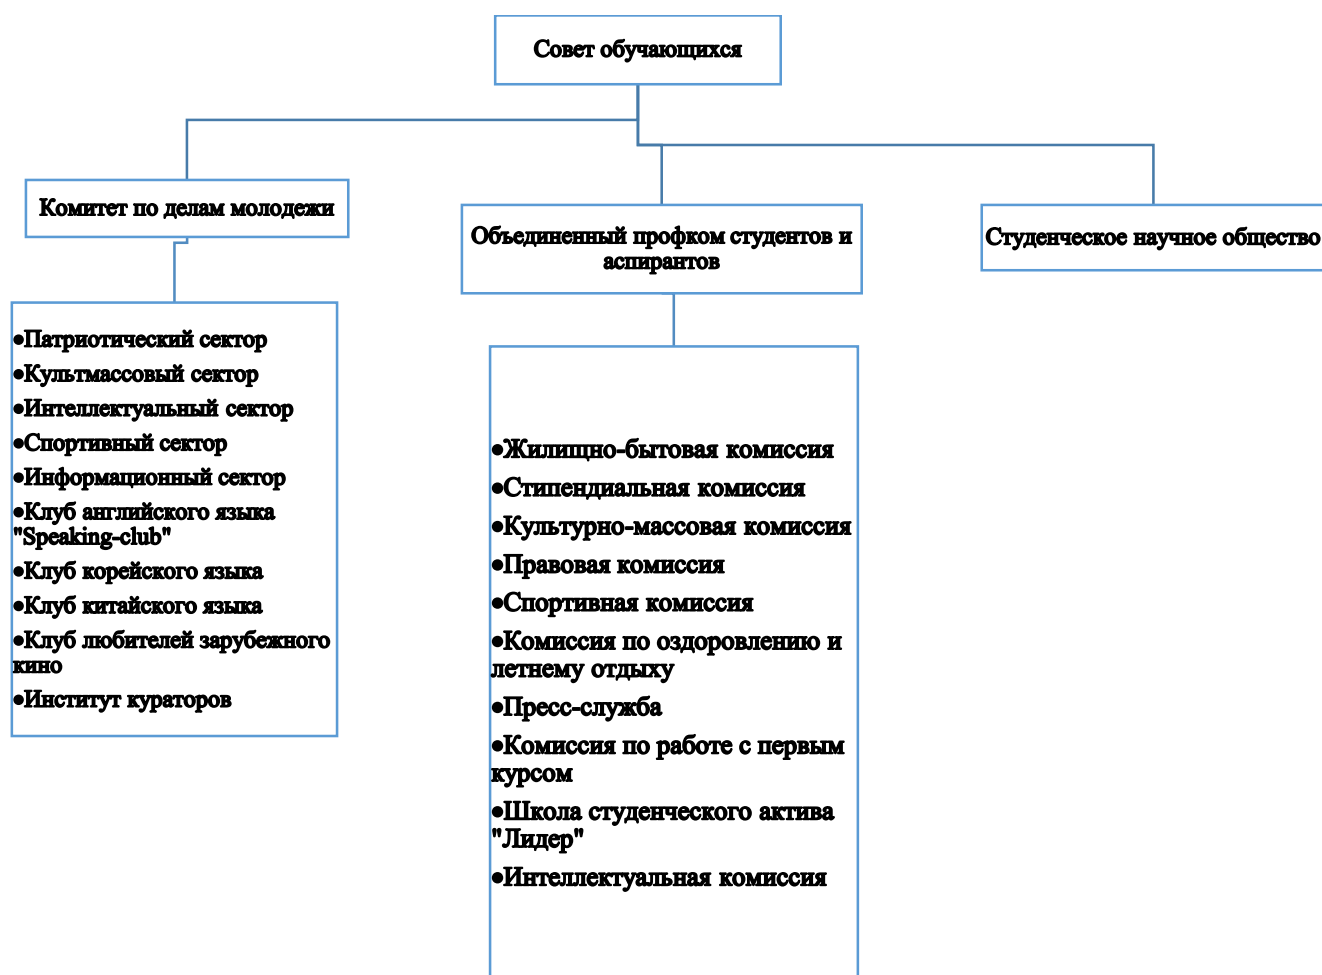 Совет обучающихся
Комитет по делам молодежи
Объединенный профком студентов и
аспирантов
Студенческое научное общество
•Патриотический сектор
•Культмассовый сектор
•Интеллектуальный сектор
•Спортивный сектор
•Информационный сектор
•Клуб английского языка
"Speaking-club"
•Клуб корейского языка
•Клуб китайского языка
•Клуб любителей зарубежного
кино
•Институт кураторов
•Жилищно-бытовая комиссия
•Стипендиальная комиссия
•Культурно-массовая комиссия
•Правовая комиссия
•Спортивная комиссия
•Комиссия по оздоровлению и
летнему отдыху
•Пресс-служба
•Комиссия по работе с первым
курсом
•Школа студенческого актива
"Лидер"
•Интеллектуальная комиссия